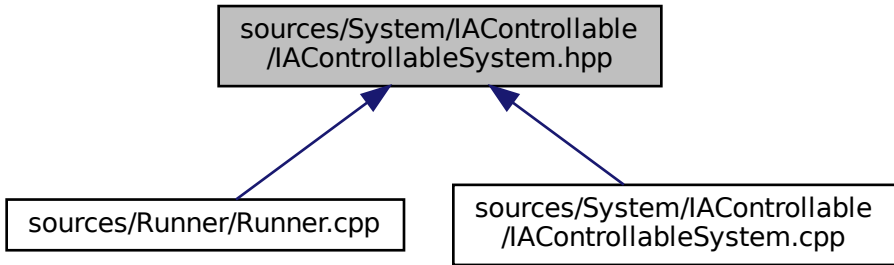 sources/System/IAControllable
/IAControllableSystem.hpp
sources/Runner/Runner.cpp
sources/System/IAControllable
/IAControllableSystem.cpp